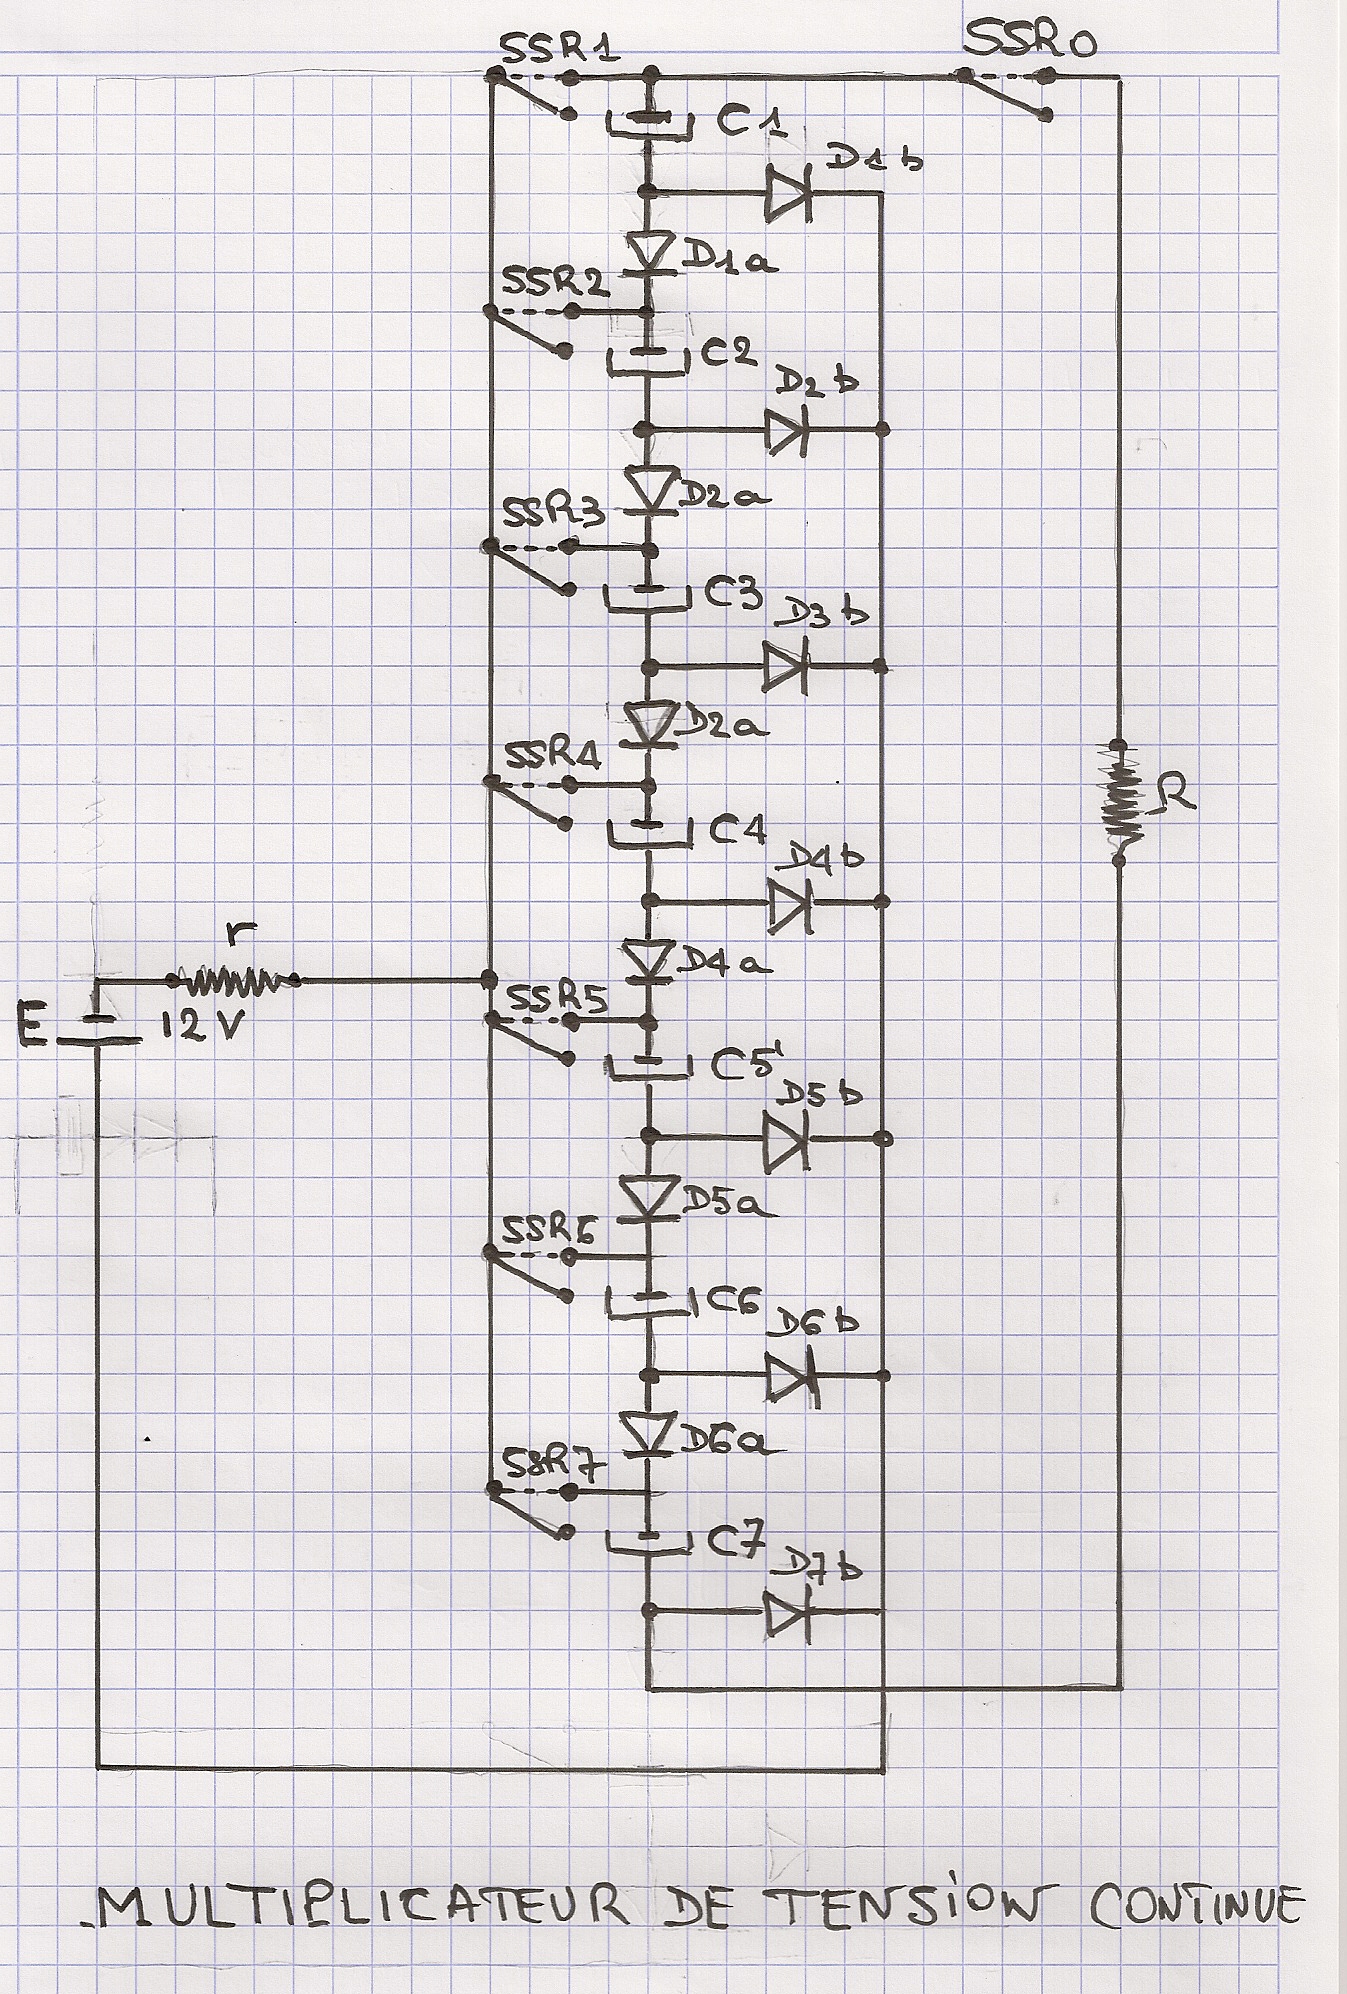 SSR1
SSR0
C1
D1b
D1a
SSR2
C2
D2b
D2a
SSR3
C3
D3b
D2a
SSR4
C4
D4b
R
r
D4a
E
12V
SSR5
C5
D5b
D5a
SSR6
C6
D6b
D6a
SSR7
C7
D7b
MULTIPLICATEUR DE TENSION CONTINUE